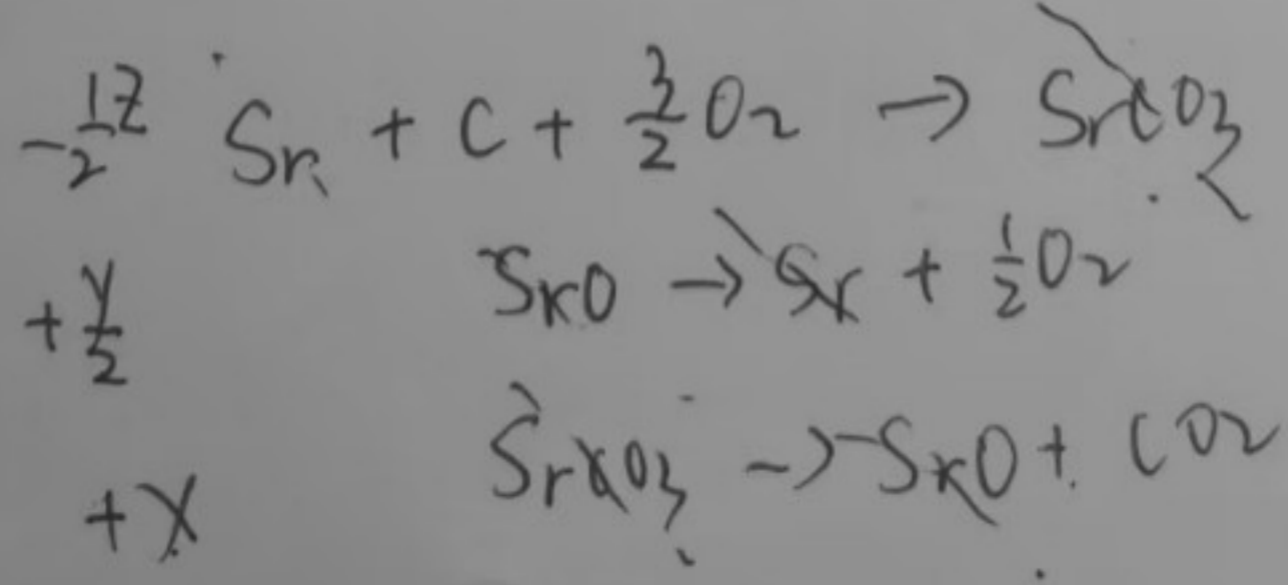 -1/2 Z Sr + C + 3/2 O2 → SrCO3
+ y/2 SrO → Sr + 1/2 O2
+X SrCO3 → SrO + CO2